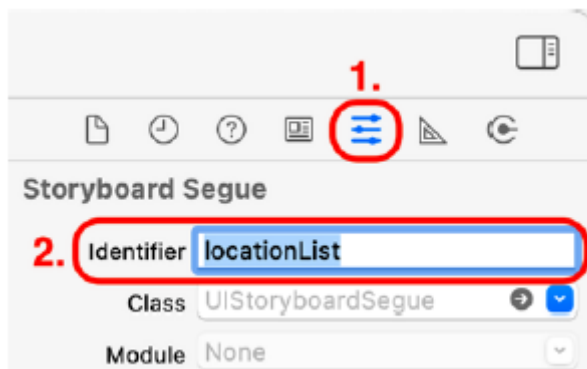 1.
Storyboard Segue
2. Identifier locationList
Class UIStoryboardSegue
Module None